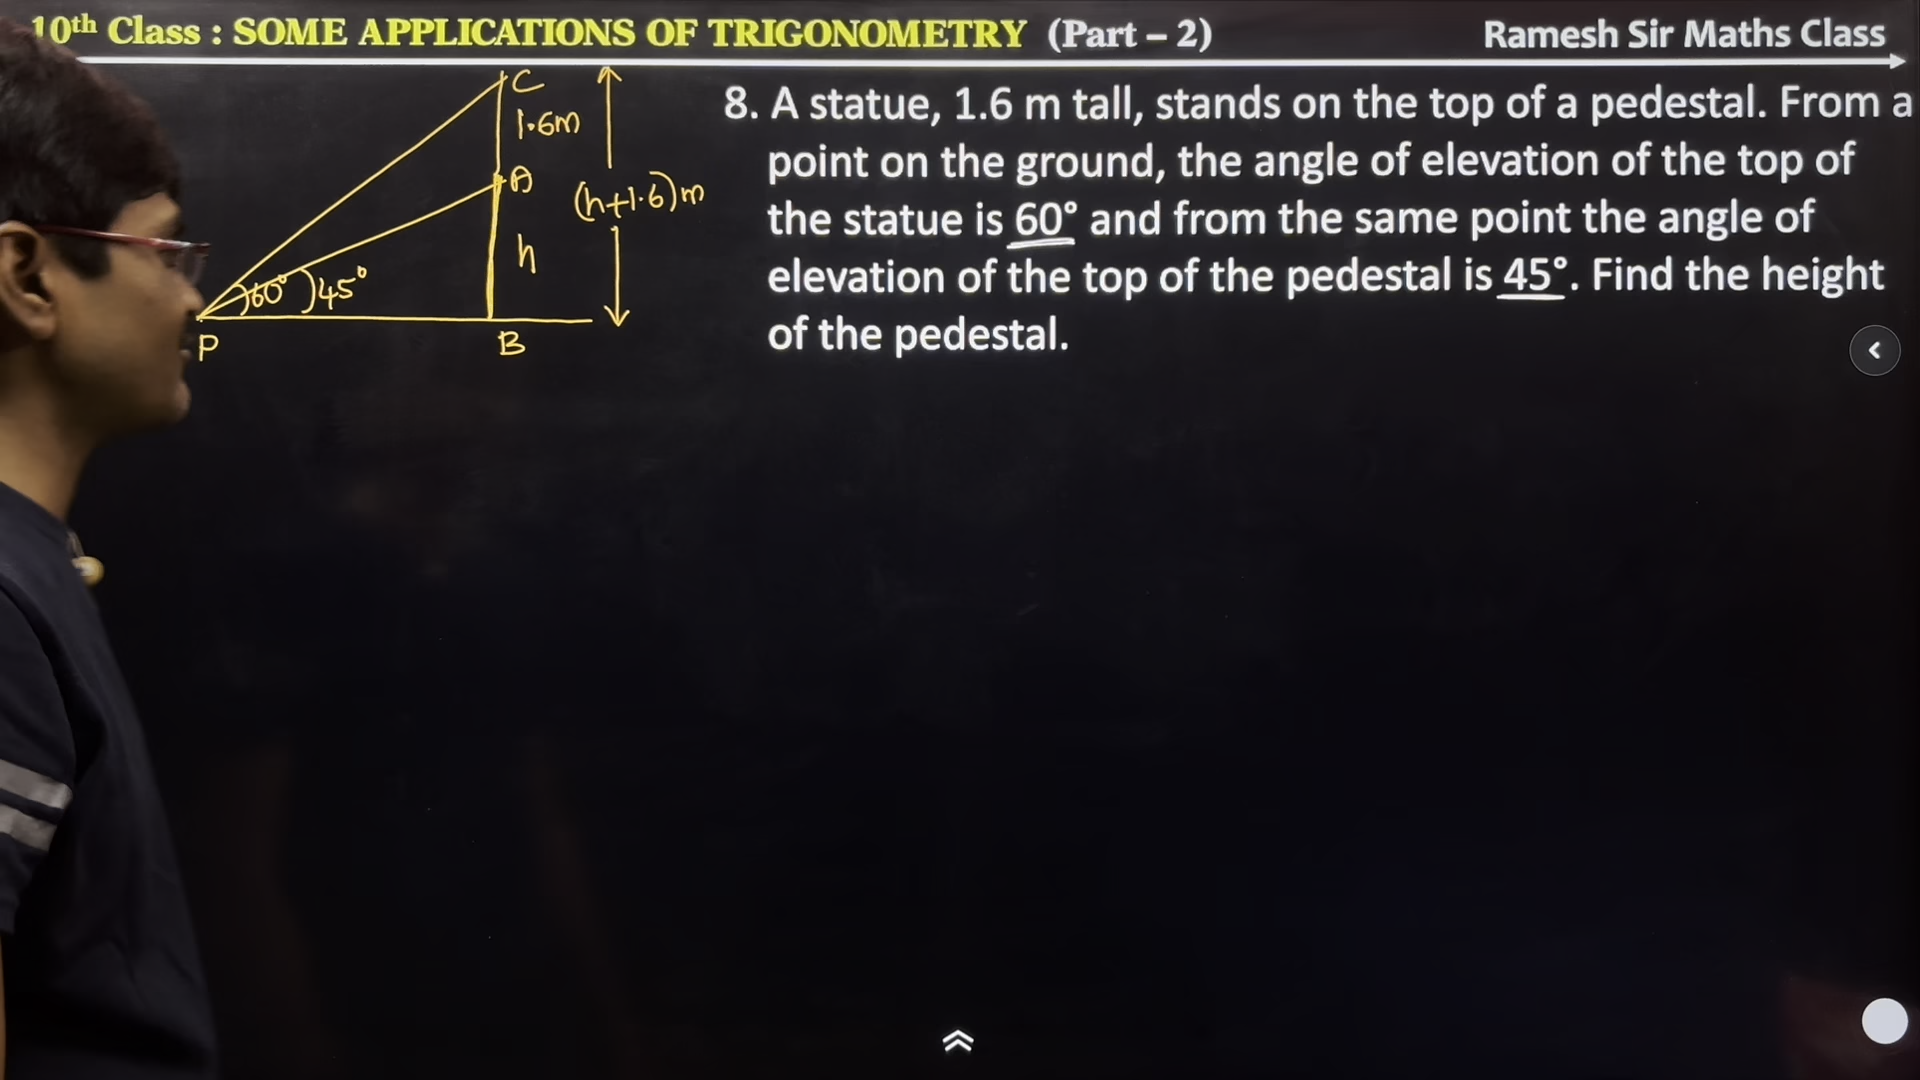 10th Class : SOME APPLICATIONS OF TRIGONOMETRY (Part – 2)
Ramesh Sir Maths Class
8. A statue, 1.6 m tall, stands on the top of a pedestal. From a
point on the ground, the angle of elevation of the top of
the statue is 60° and from the same point the angle of
elevation of the top of the pedestal is 45°. Find the height
of the pedestal.
C
1.6m
A
(h+1.6)m
h
60° 45°
P
B